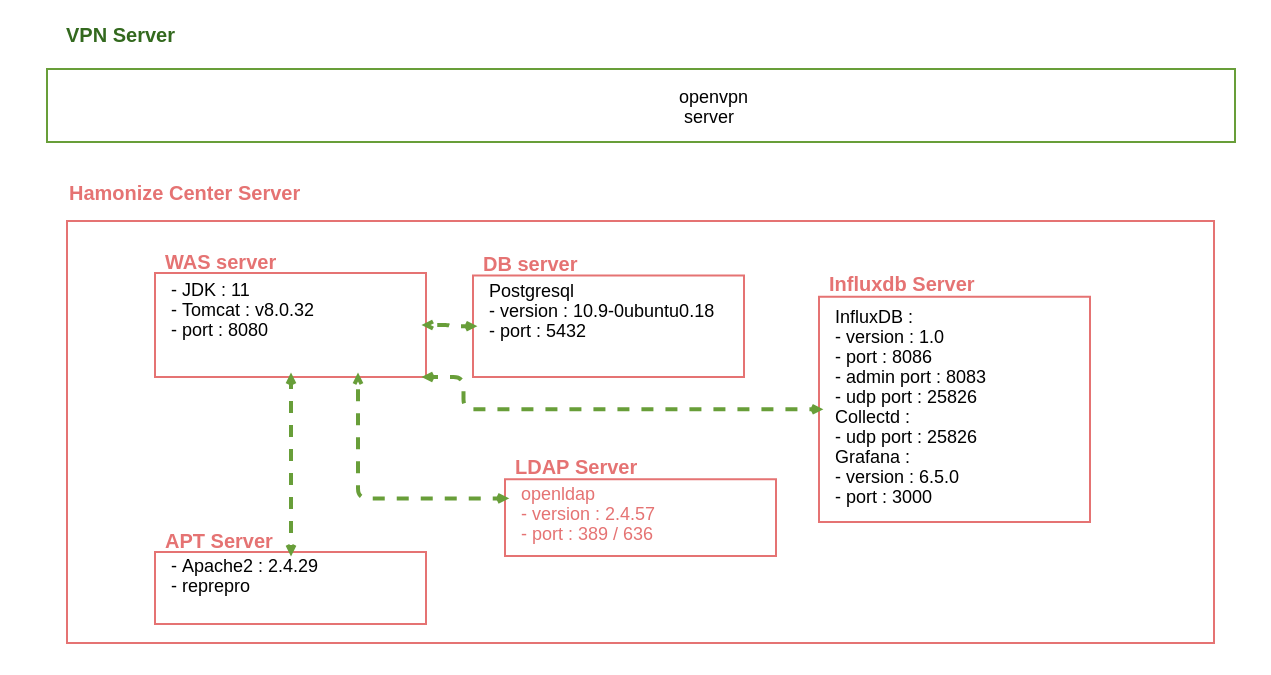 VPN Server
openvpn
server
Hamonize Center Server
WAS server
- JDK : 11
- Tomcat : v8.0.32
- port : 8080
DB server
Postgresql
- version : 10.9-0ubuntu0.18
- port : 5432
Influxdb Server
InfluxDB :
- version : 1.0
- port : 8086
- admin port : 8083
- udp port : 25826
Collectd :
- udp port : 25826
Grafana :
- version : 6.5.0
- port : 3000
LDAP Server
openldap
- version : 2.4.57
- port : 389 / 636
APT Server
- Apache2 : 2.4.29
- reprepro